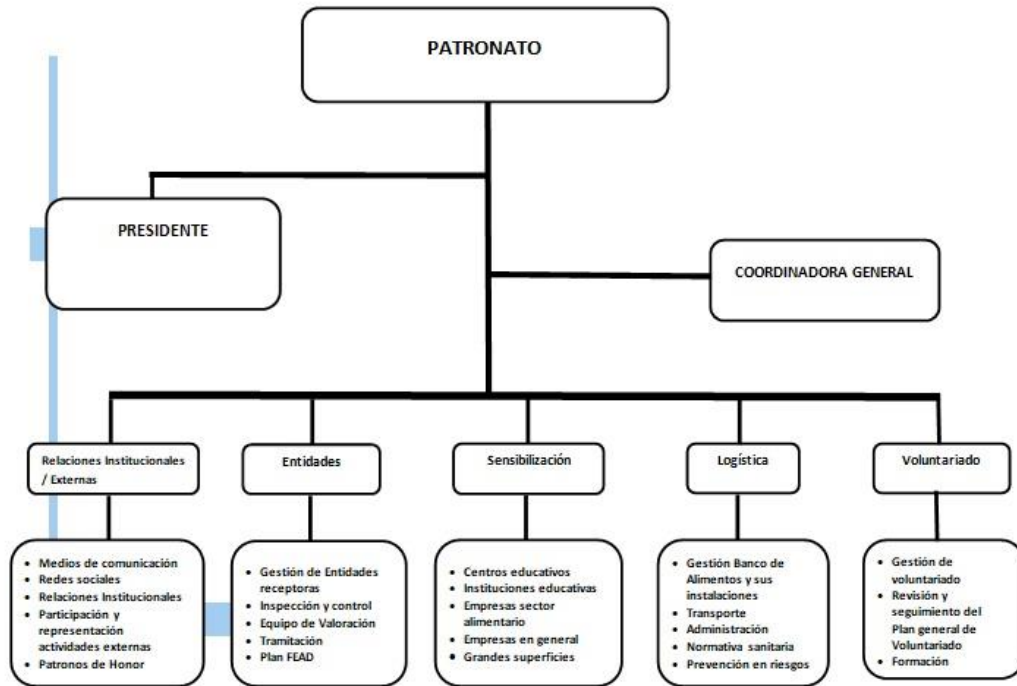 PATRONATO
PRESIDENTE
COORDINADORA GENERAL
Relaciones Institucionales
/ Externas
Entidades
Sensibilización
Logística
Voluntariado
• Medios de comunicación
• Redes sociales
• Relaciones Institucionales
• Participación y
representación
actividades externas
• Patronos de Honor
• Gestión de Entidades
receptoras
• Inspección y control
• Equipo de Valoración
• Tramitación
• Plan FEAD
• Centros educativos
• Instituciones educativas
• Empresas sector
alimentario
• Empresas en general
• Grandes superficies
• Gestión Banco de
Alimentos y sus
instalaciones
• Transporte
• Administración
• Normativa sanitaria
• Prevención en riesgos
• Gestión de
voluntariado
• Revisión y
seguimiento del
Plan general de
Voluntariado
• Formación